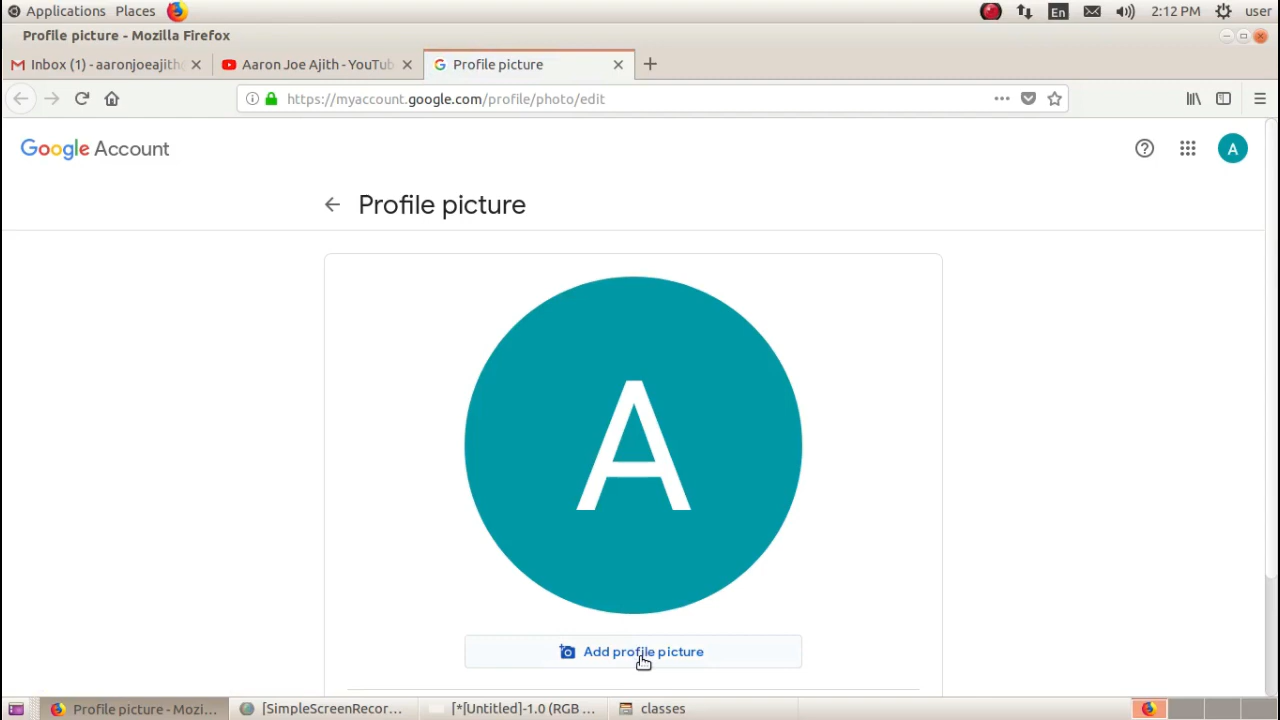 Applications Places En 2:12 PM user
Profile picture - Mozilla Firefox
Inbox (1) - aaronjoeajith@ Aaron Joe Ajith - YouTub Profile picture
https://myaccount.google.com/profile/photo/edit
Google Account A
Profile picture
A
Add profile picture
Profile picture - Mozi... [SimpleScreenRecor... [*[Untitled]-1.0 (RGB ... classes